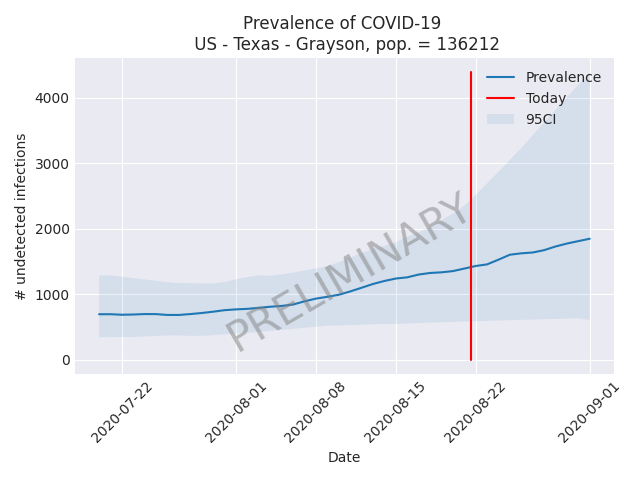 Prevalence of COVID-19
US - Texas - Grayson, pop. = 136212
Prevalence
Today
95CI
4000
3000
2000
1000
0
# undetected infections
PRELIMINARY
2020-07-22
2020-08-01
2020-08-08
2020-08-15
2020-08-22
2020-09-01
Date